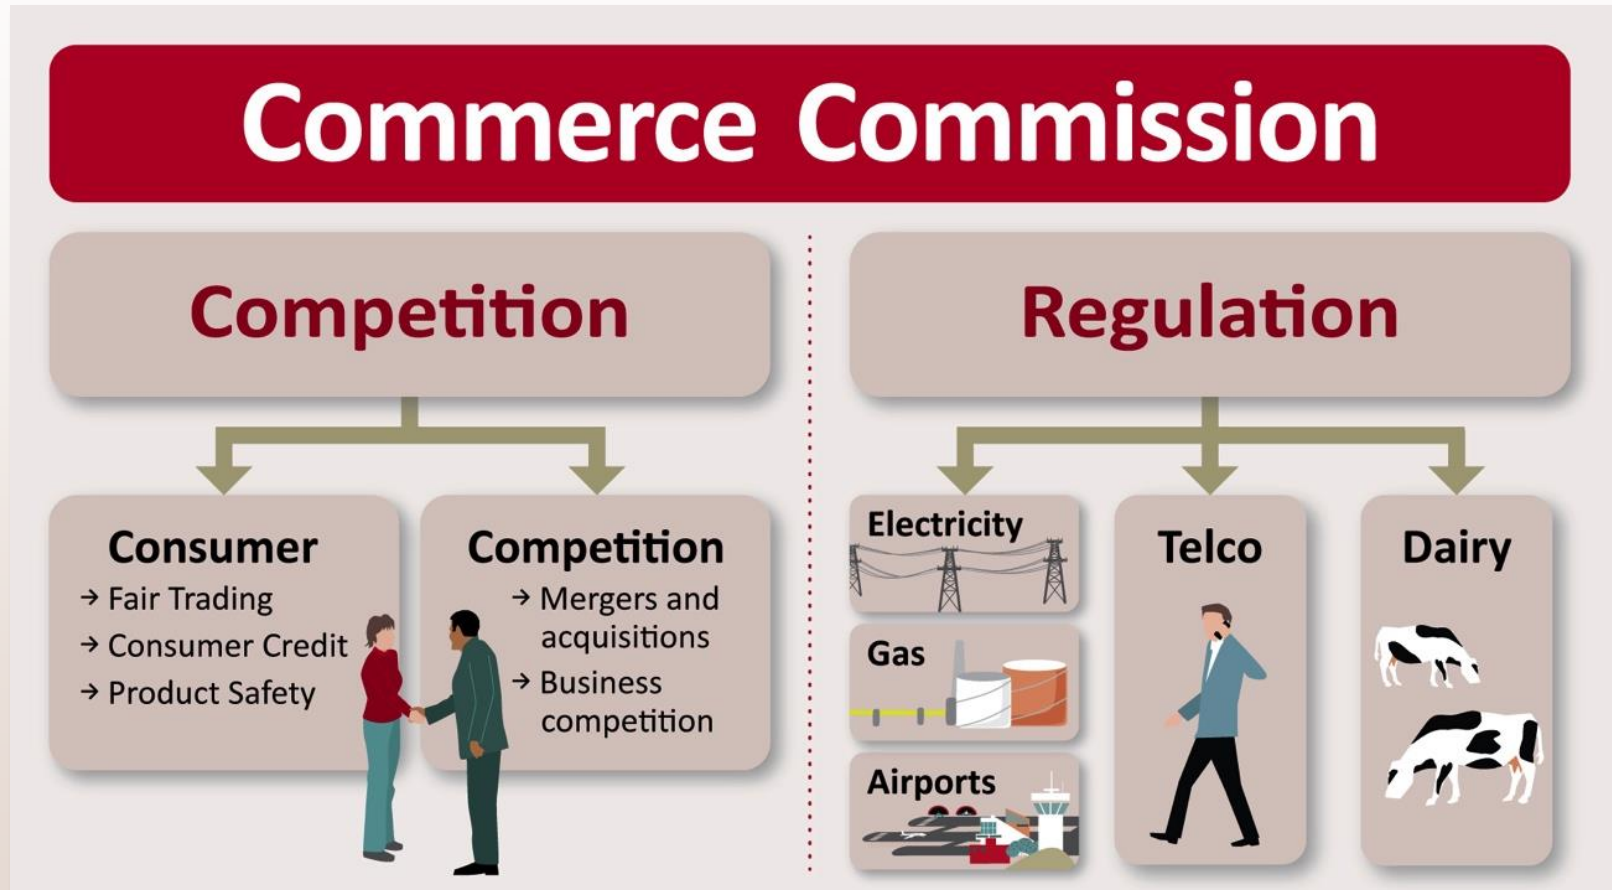 Commerce Commission
Competition
Regulation
Consumer
→ Fair Trading
→ Consumer Credit
→ Product Safety
Competition
→ Mergers and
acquisitions
→ Business
competition
Electricity
Gas
Airports
Telco
Dairy